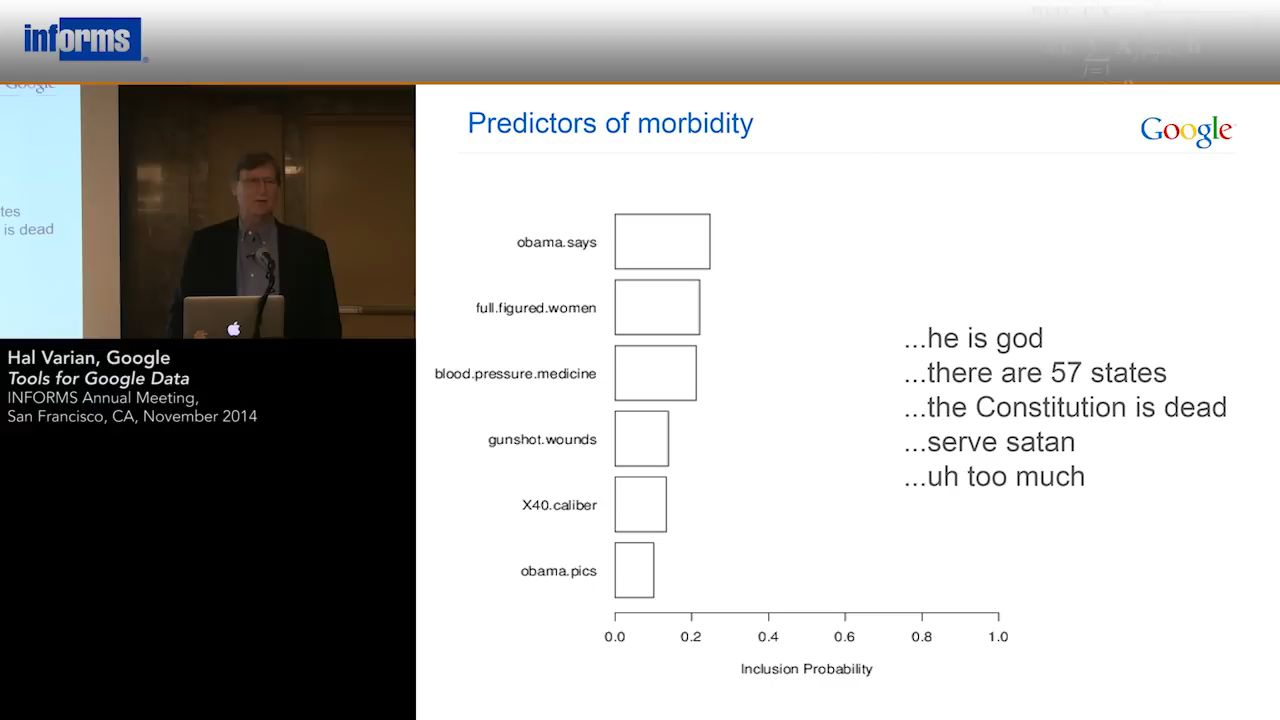 informs
Google
tes
is dead
Hal Varian, Google
Tools for Google Data
INFORMS Annual Meeting,
San Francisco, CA, November 2014
Predictors of morbidity
Google
obama.says
full.figured.women
blood.pressure.medicine
gunshot.wounds
X40.caliber
obama.pics
0.0 0.2 0.4 0.6 0.8 1.0
Inclusion Probability
...he is god
...there are 57 states
...the Constitution is dead
...serve satan
...uh too much